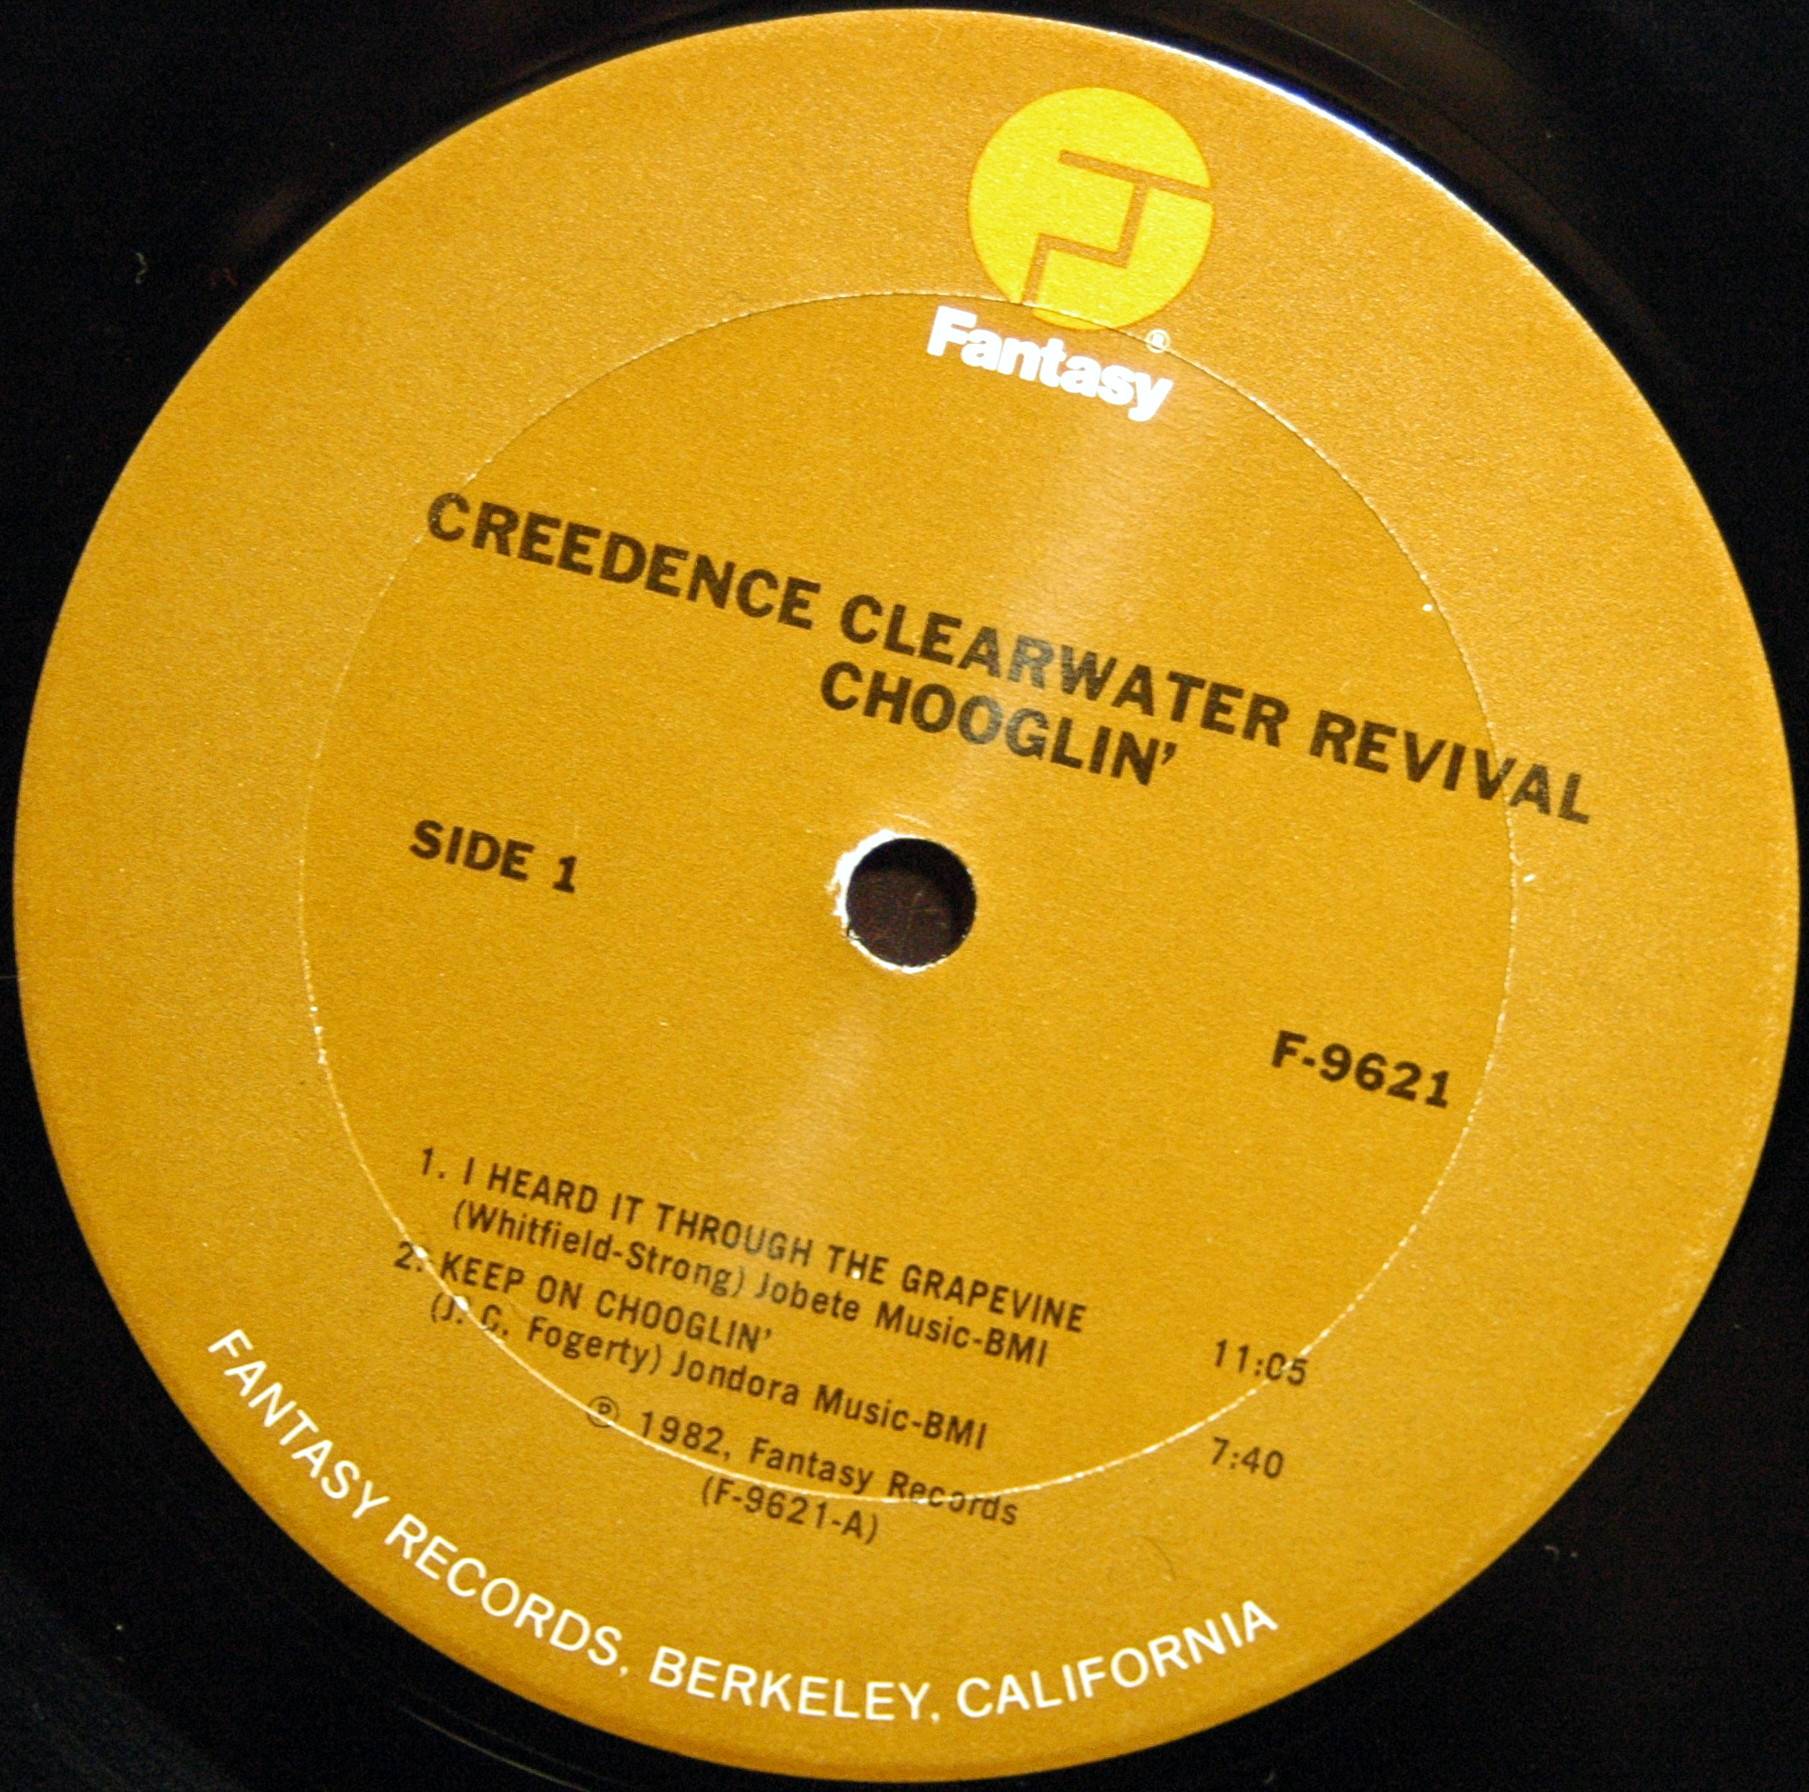 Fantasy®
CREEDENCE CLEARWATER REVIVAL
CHOOGLIN’
SIDE 1
F-9621
1. I HEARD IT THROUGH THE GRAPEVINE
(Whitfield-Strong) Jobete Music-BMI 11:05
2. KEEP ON CHOOGLIN’
(J. C. Fogerty) Jondora Music-BMI 7:40
℗ 1982, Fantasy Records
(F-9621-A)
FANTASY RECORDS, BERKELEY, CALIFORNIA